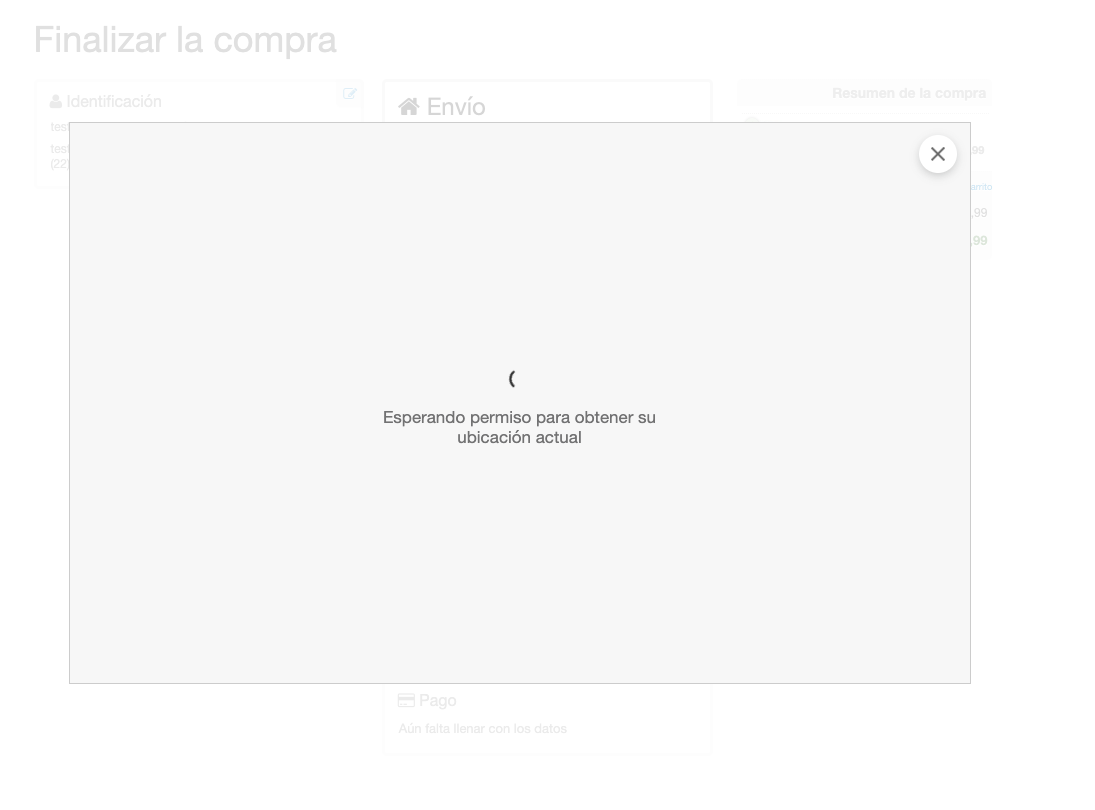 Finalizar la compra
Identificación
test
test
(22)
Envío
Resumen de la compra
,99
arrito
,99
,99
Esperando permiso para obtener su
ubicación actual
Pago
Aún falta llenar con los datos